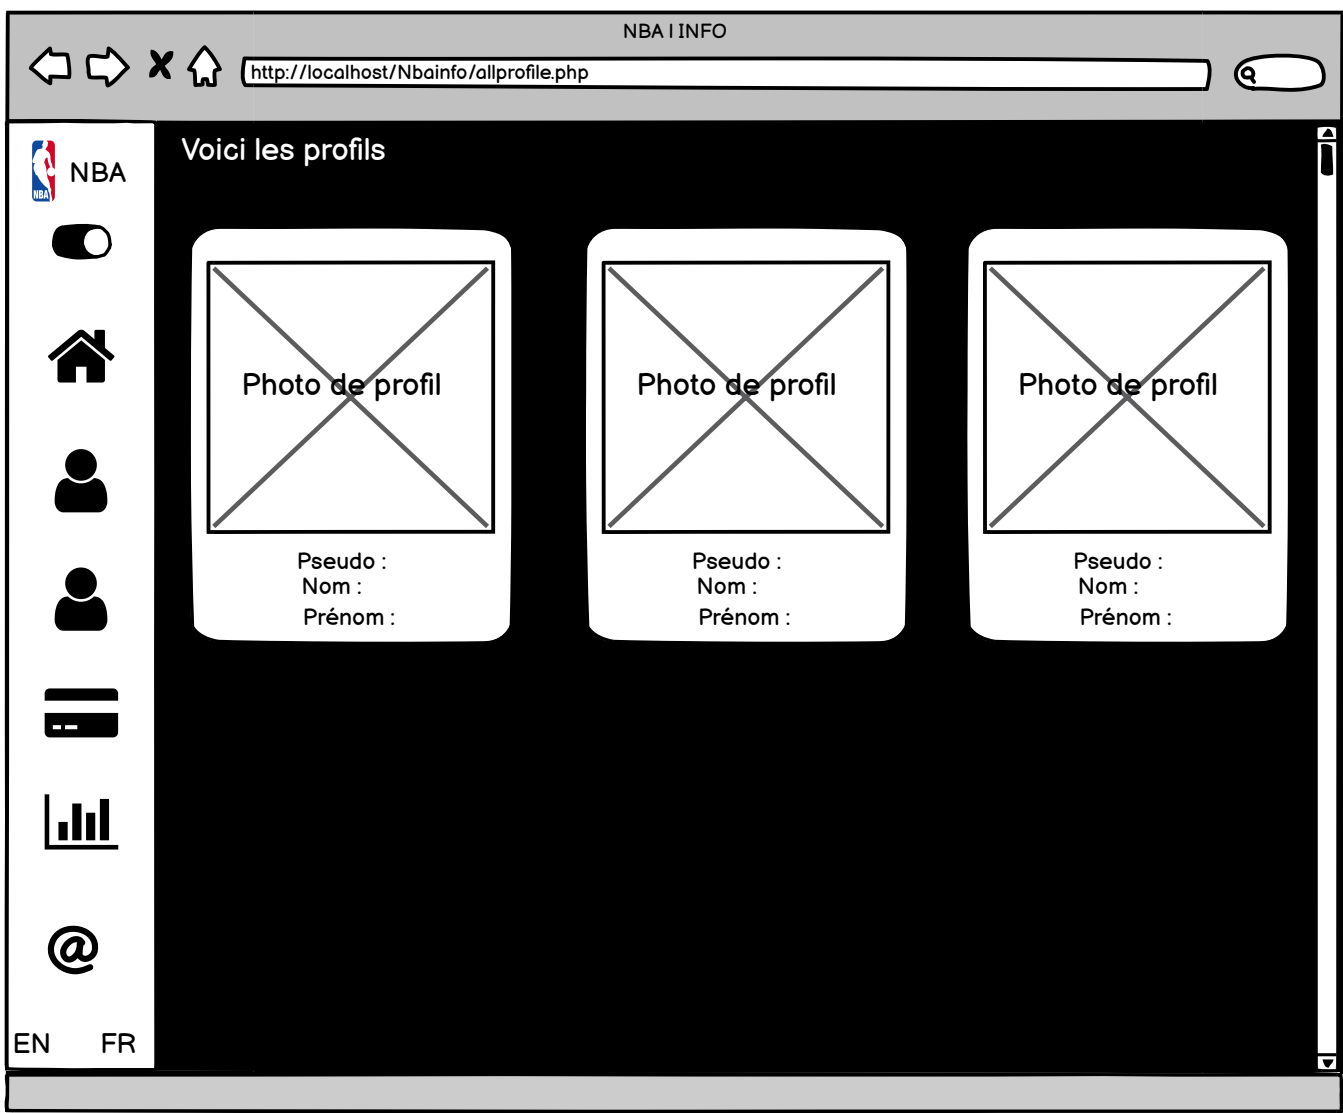 NBA | INFO
http://localhost/Nbainfo/allprofile.php
NBA
NBA
EN FR
Voici les profils
Photo de profil
Pseudo :
Nom :
Prénom :
Photo de profil
Pseudo :
Nom :
Prénom :
Photo de profil
Pseudo :
Nom :
Prénom :